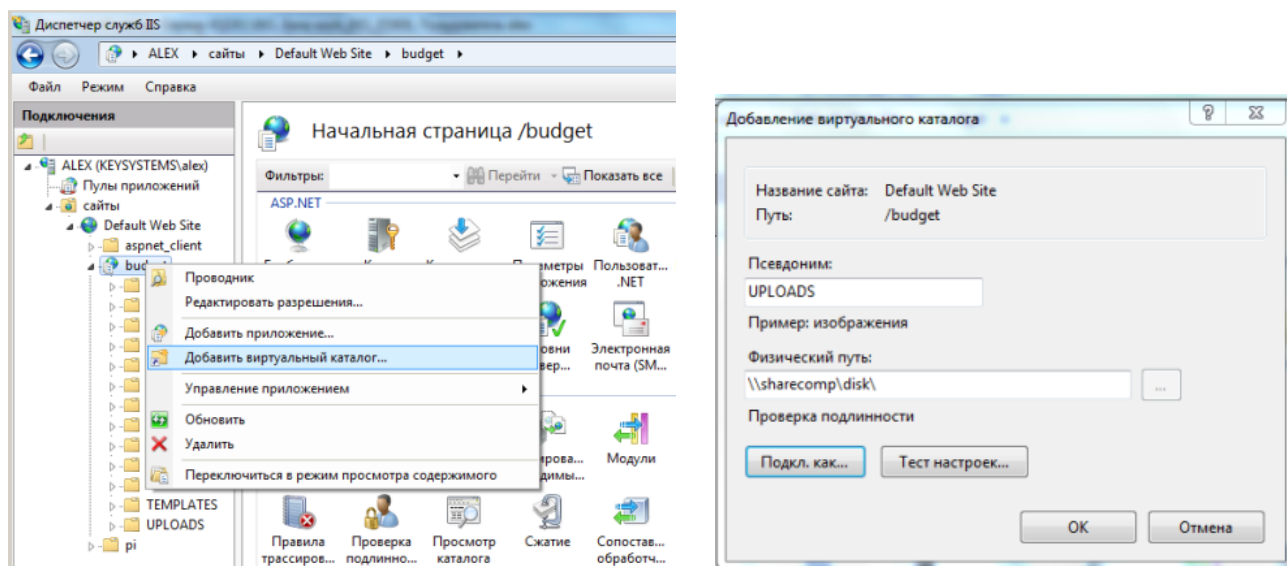 Диспетчер служб IIS
ALEX сайты Default Web Site budget
Файл Режим Справка
Подключения
ALEX (KEYSYSTEMS\alex)
Пулы приложений
сайты
Default Web Site
aspnet_client
TEMPLATES
UPLOADS
pi
Начальная страница /budget
Фильтры: Перейти Показать все
ASP.NET
Пользоват...
.NET
Электронная
почта (SM...
Модули
Правила Проверка Просмотр Сжатие Сопостав...
трассиров... подлинно... каталога обработч...
Проводник
Редактировать разрешения...
Добавить приложение...
Добавить виртуальный каталог...
Управление приложением
Обновить
Удалить
Переключиться в режим просмотра содержимого
Добавление виртуального каталога
Название сайта: Default Web Site
Путь: /budget
Псевдоним:
UPLOADS
Пример: изображения
Физический путь:
\\sharecomp\disk\
...
Проверка подлинности
Подкл. как... Тест настроек...
ОК Отмена